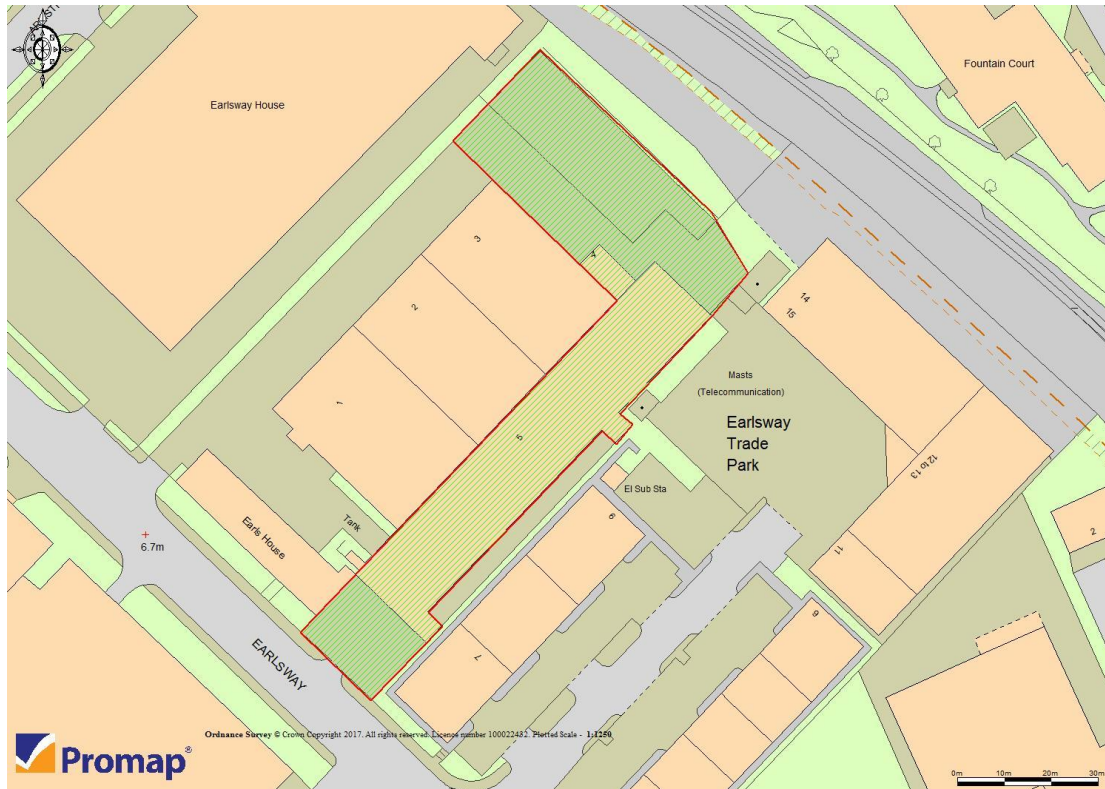 Earlsway House
Fountain Court
3
4
2
14
15
1
Masts
(Telecommunication)
Earlsway
Trade
Park
5
12 to 13
El Sub Sta
Tank
6
2
Earls House
6.7m
11
9
7
EARLSWAY
Ordnance Survey © Crown Copyright 2017. All rights reserved. Licence number 100022432. Plotted Scale - 1:1250
Promap®
0m 10m 20m 30m